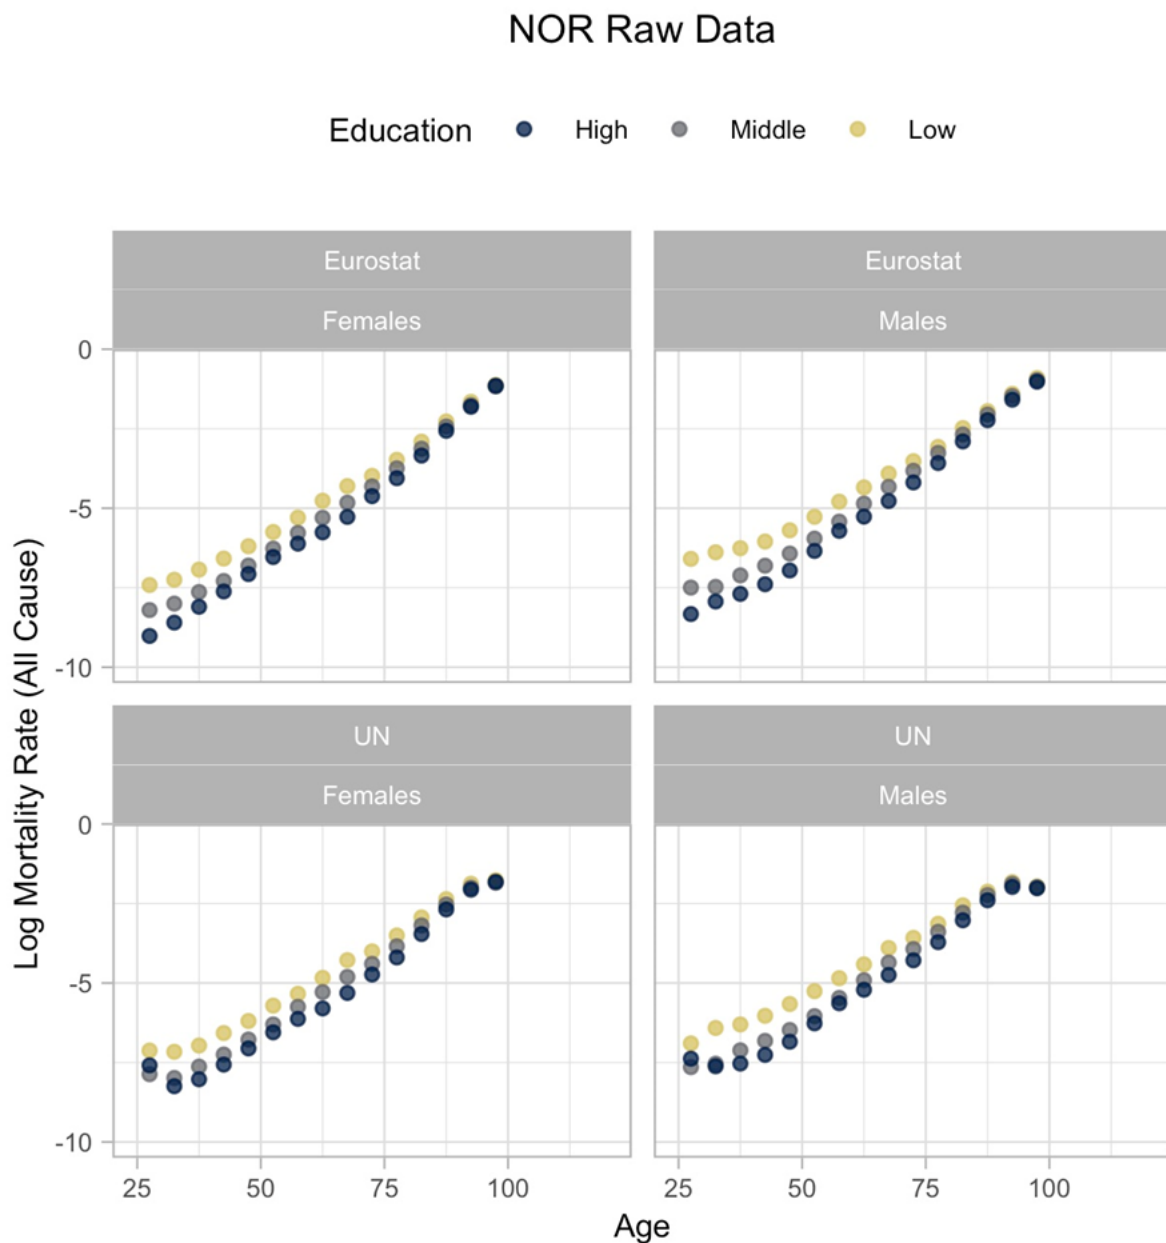 NOR Raw Data
Education High Middle Low
Eurostat Eurostat
Females Males
0
-5
-10
UN UN
Females Males
0
-5
-10
Log Mortality Rate (All Cause)
25 50 75 100 25 50 75 100
Age